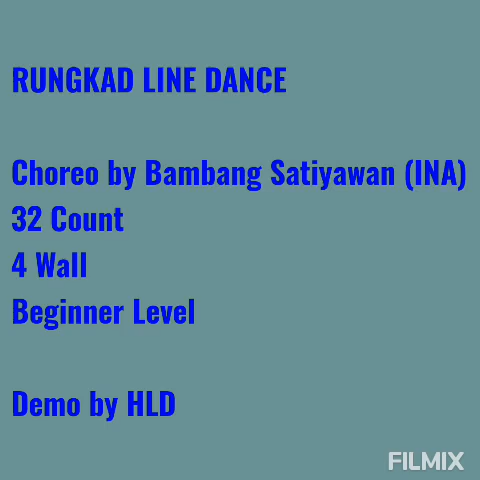 RUNGKAD LINE DANCE
Choreo by Bambang Satiyawan (INA)
32 Count
4 Wall
Beginner Level
Demo by HLD
FILMIX